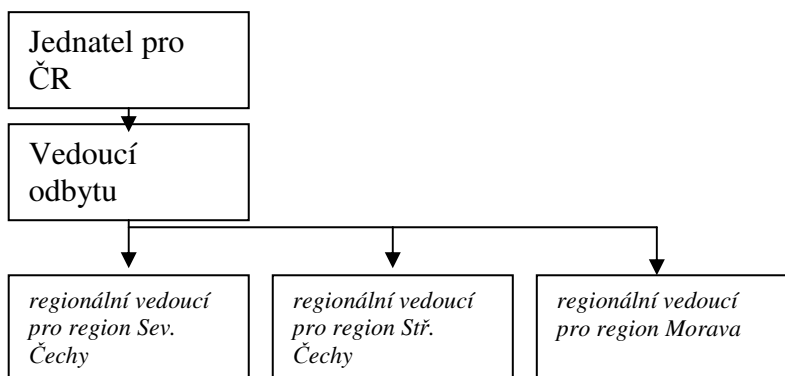 Jednatel pro
ČR
Vedoucí
odbytu
regionální vedoucí
pro region Sev.
Čechy
regionální vedoucí
pro region Stř.
Čechy
regionální vedoucí
pro region Morava